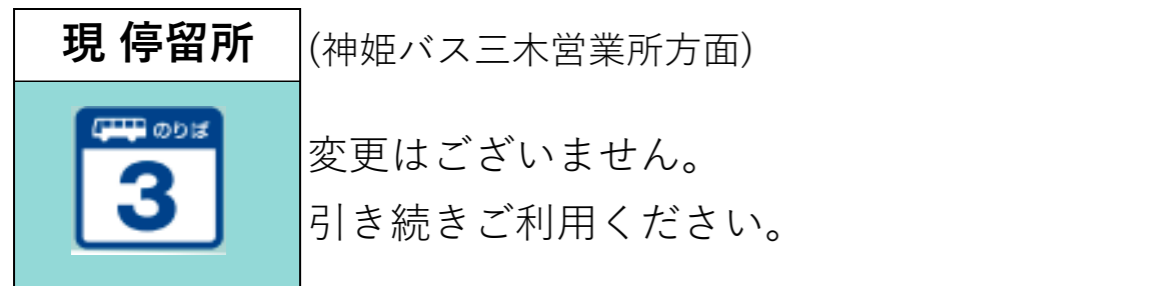 現 停留所
(神姫バス三木営業所方面)
のりば
3
変更はございません。
引き続きご利用ください。